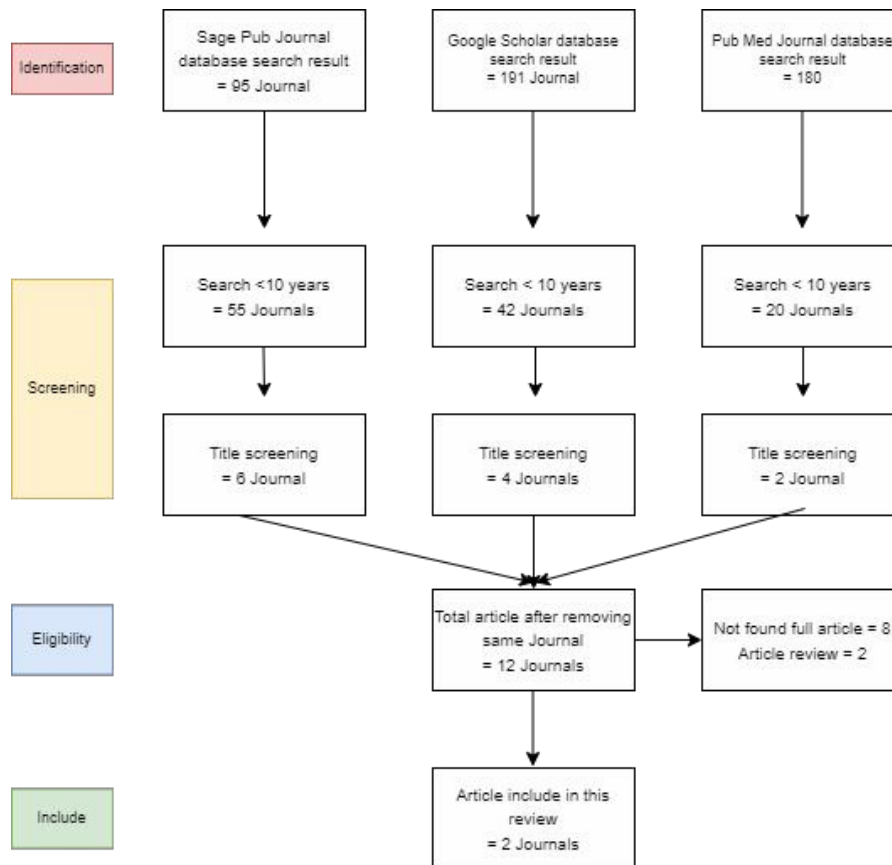 Identification
Sage Pub Journal
database search result
= 95 Journal
Google Scholar database
search result
= 191 Journal
Pub Med Journal database
search result
= 180
Screening
Search <10 years
= 55 Journals
Search < 10 years
= 42 Journals
Search < 10 years
= 20 Journals
Title screening
= 6 Journal
Title screening
= 4 Journals
Title screening
= 2 Journal
Eligibility
Total article after removing
same Journal
= 12 Journals
Not found full article = 8
Article review = 2
Include
Article include in this
review
= 2 Journals